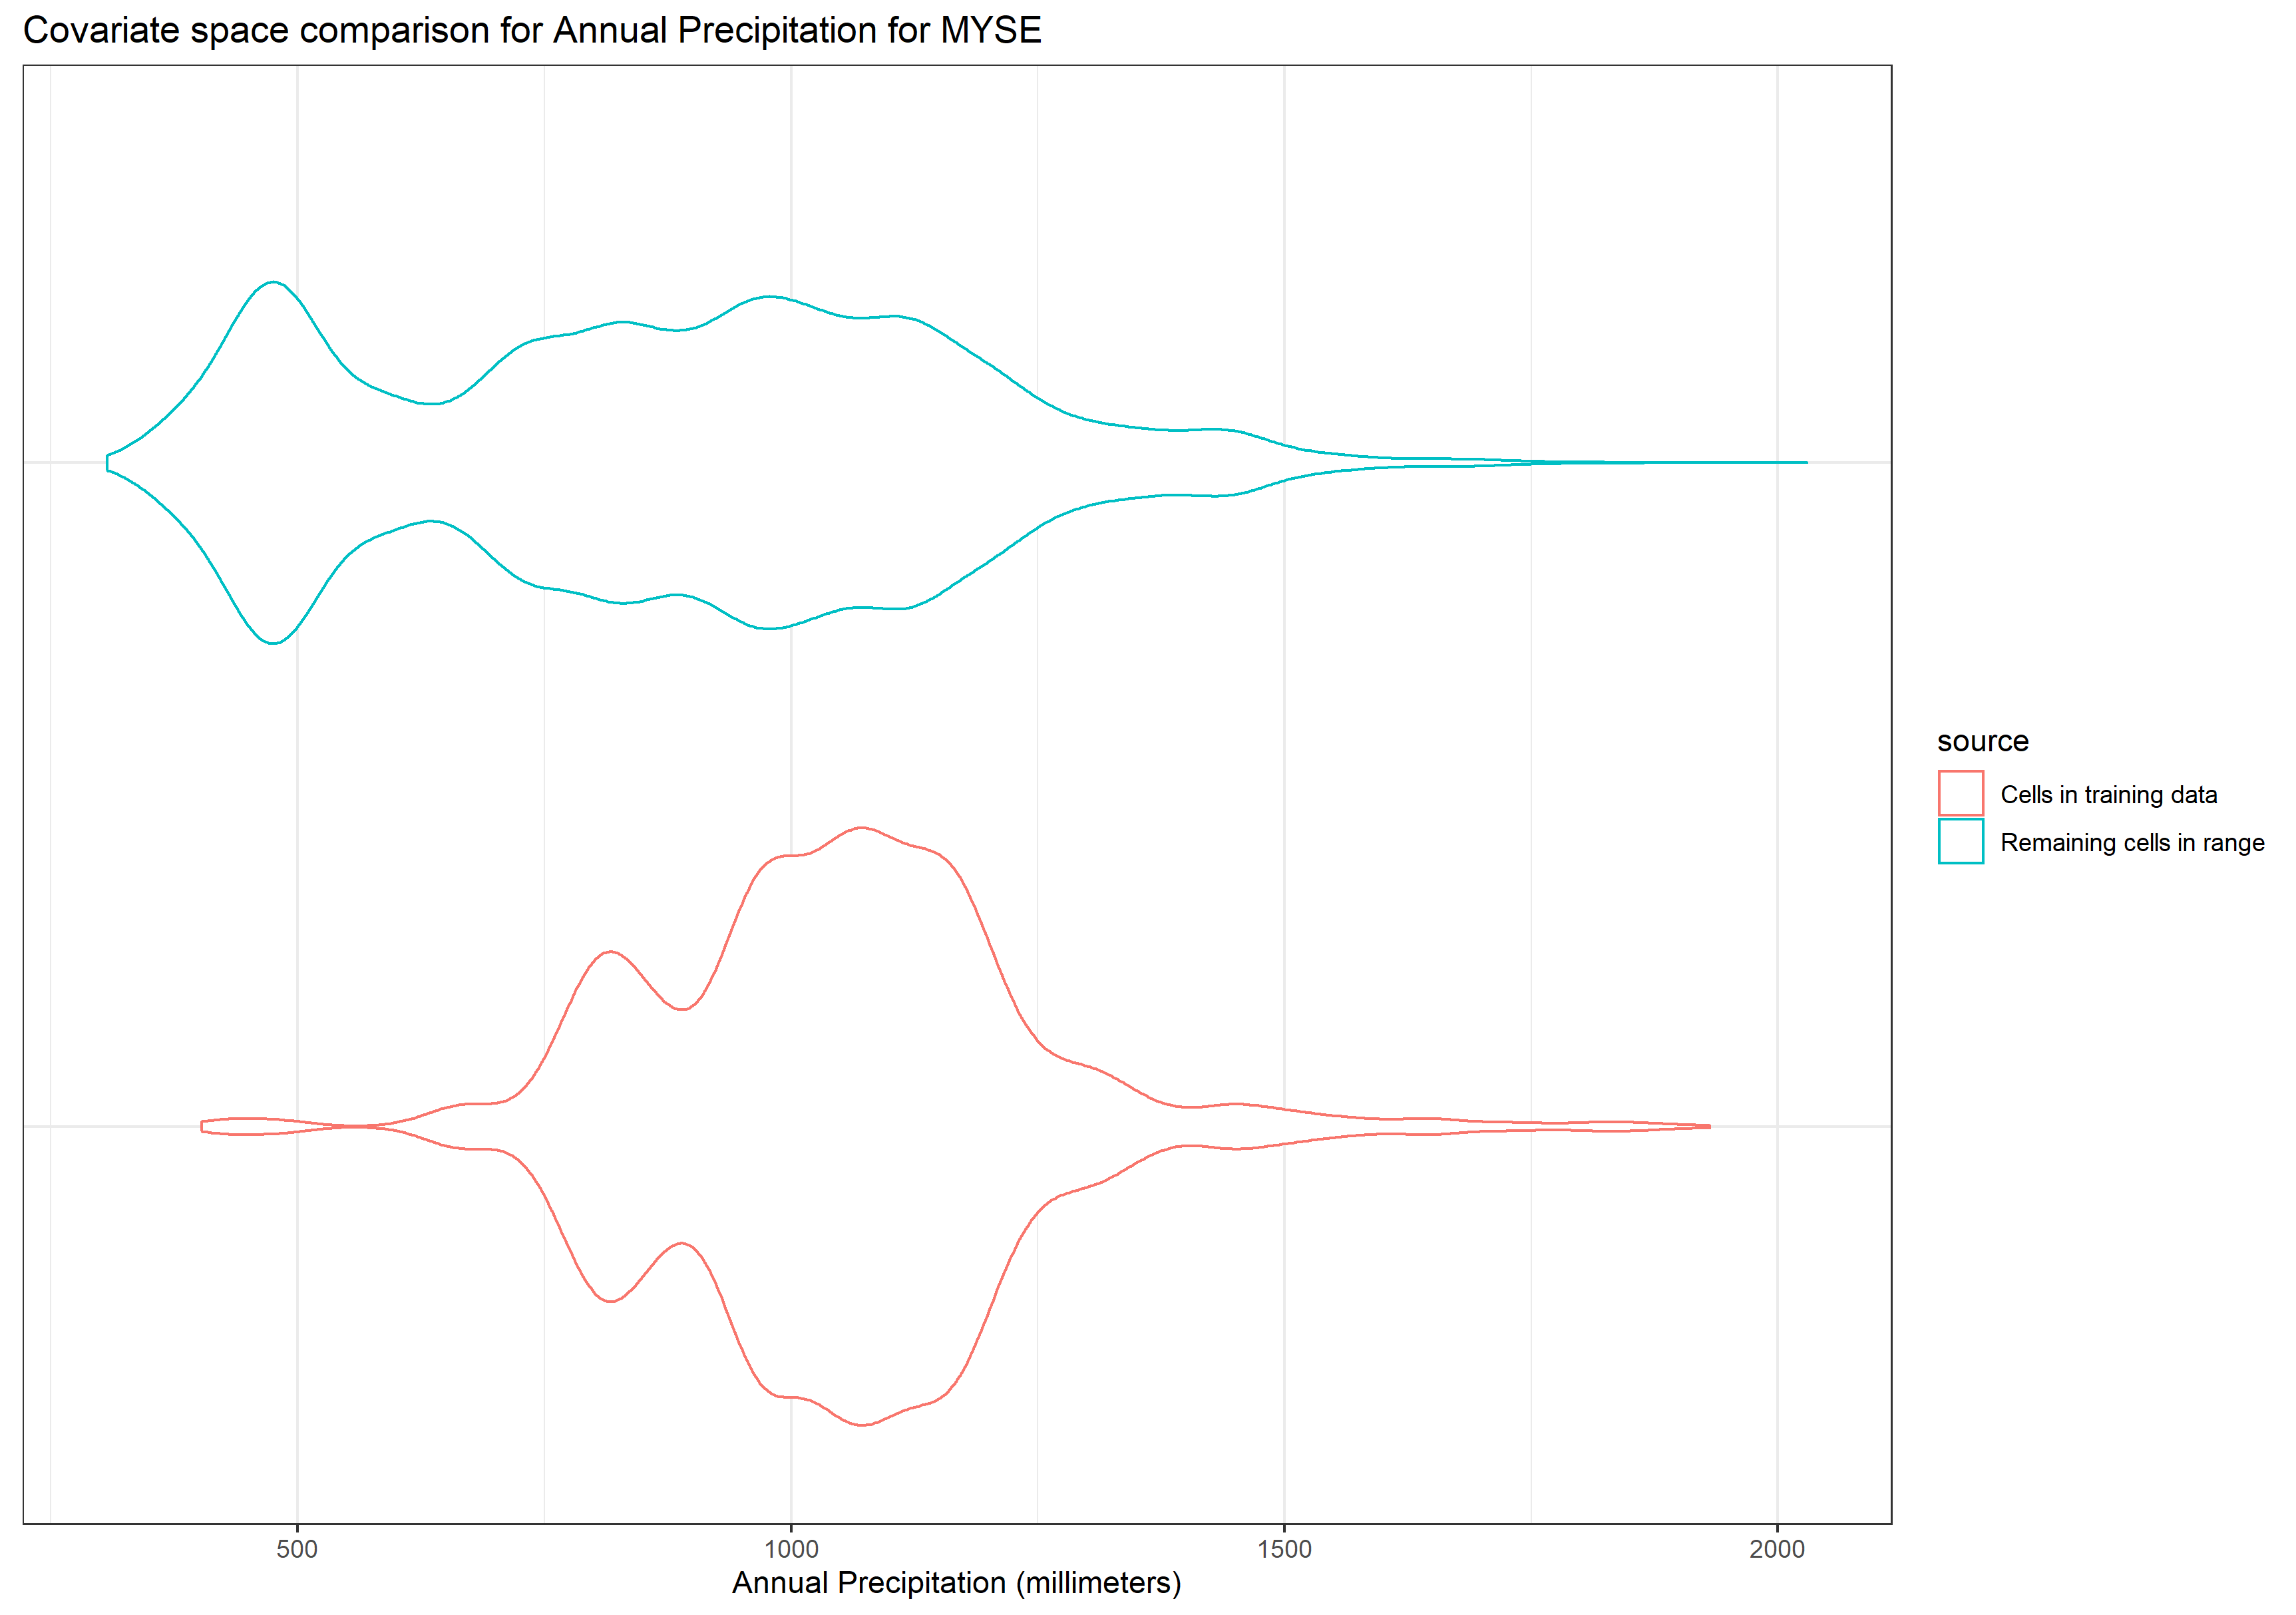 Covariate space comparison for Annual Precipitation for MYSE
source
Cells in training data
Remaining cells in range
500 1000 1500 2000
Annual Precipitation (millimeters)